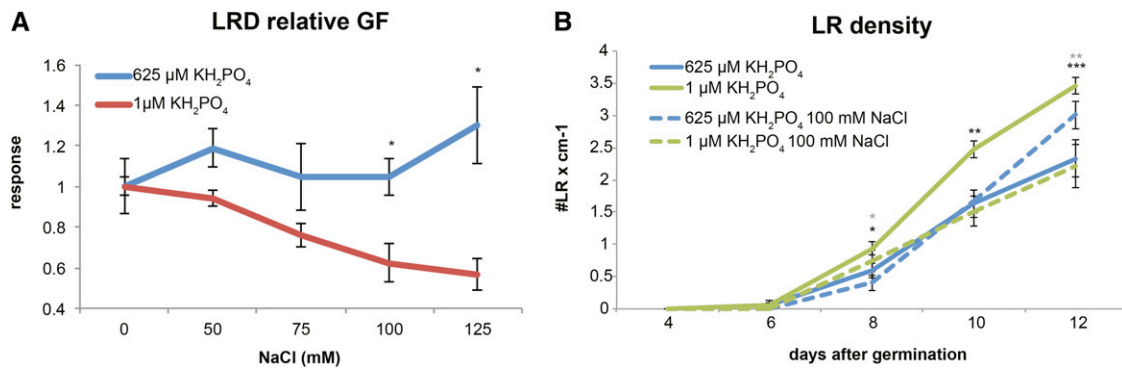 A
LRD relative GF
625 µM KH₂PO₄
1µM KH₂PO₄
response
1.6
1.4
1.2
1
0.8
0.6
0.4
*
*
0
50
75
100
125
NaCl (mM)
B
LR density
625 µM KH₂PO₄
1 µM KH₂PO₄
625 µM KH₂PO₄ 100 mM NaCl
1 µM KH₂PO₄ 100 mM NaCl
#LR x cm-1
4
3.5
3
2.5
2
1.5
1
0.5
0
*
*
**
**
***
4
6
8
10
12
days after germination